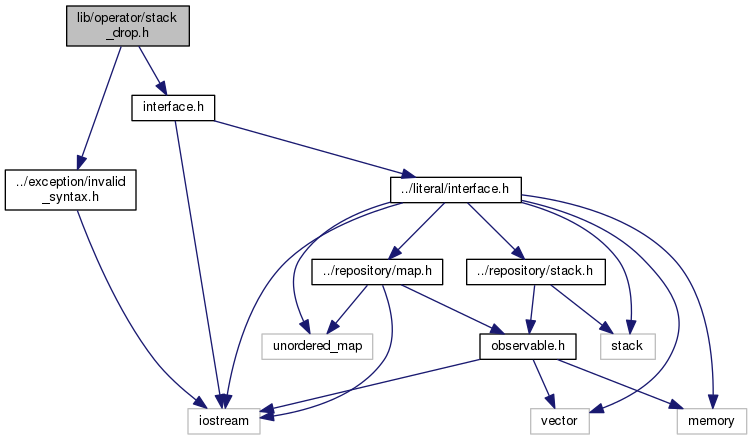 lib/operator/stack
_drop.h
interface.h
../exception/invalid
_syntax.h
../literal/interface.h
../repository/map.h
../repository/stack.h
unordered_map
observable.h
stack
iostream
vector
memory